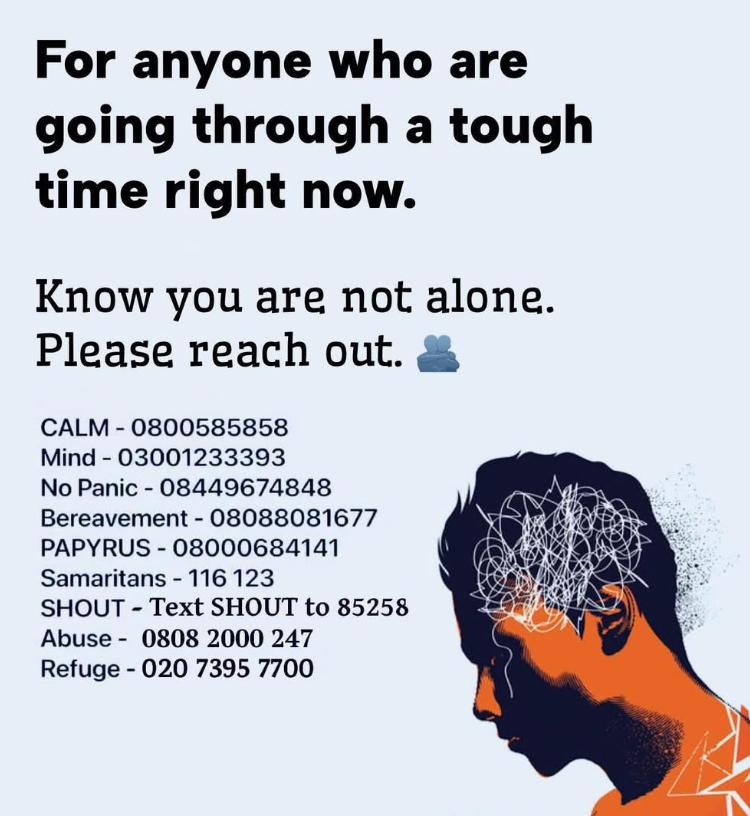 For anyone who are
going through a tough
time right now.
Know you are not alone.
Please reach out. 🫂
CALM - 0800585858
Mind - 03001233393
No Panic - 08449674848
Bereavement - 08088081677
PAPYRUS - 08000684141
Samaritans - 116 123
SHOUT - Text SHOUT to 85258
Abuse - 0808 2000 247
Refuge - 020 7395 7700